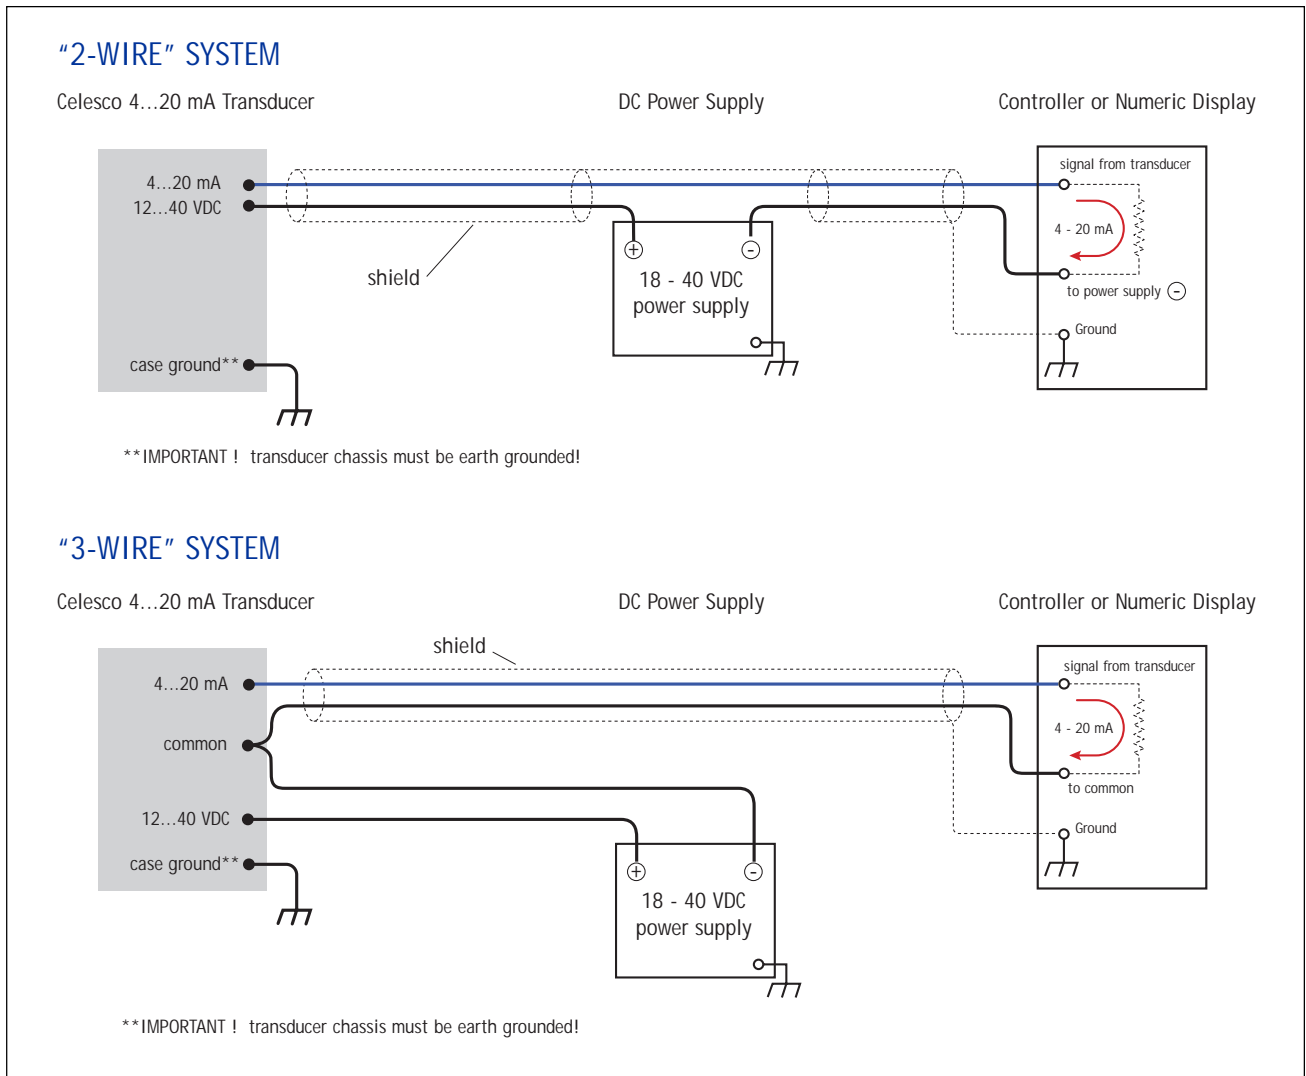 “2-WIRE” SYSTEM
Celesco 4...20 mA Transducer
DC Power Supply
Controller or Numeric Display
4...20 mA
12...40 VDC
shield
case ground**
+
-
18 - 40 VDC
power supply
signal from transducer
4 - 20 mA
to power supply -
Ground
**IMPORTANT ! transducer chassis must be earth grounded!
“3-WIRE” SYSTEM
Celesco 4...20 mA Transducer
DC Power Supply
Controller or Numeric Display
shield
4...20 mA
common
12...40 VDC
case ground**
+
-
18 - 40 VDC
power supply
signal from transducer
4 - 20 mA
to common
Ground
**IMPORTANT ! transducer chassis must be earth grounded!